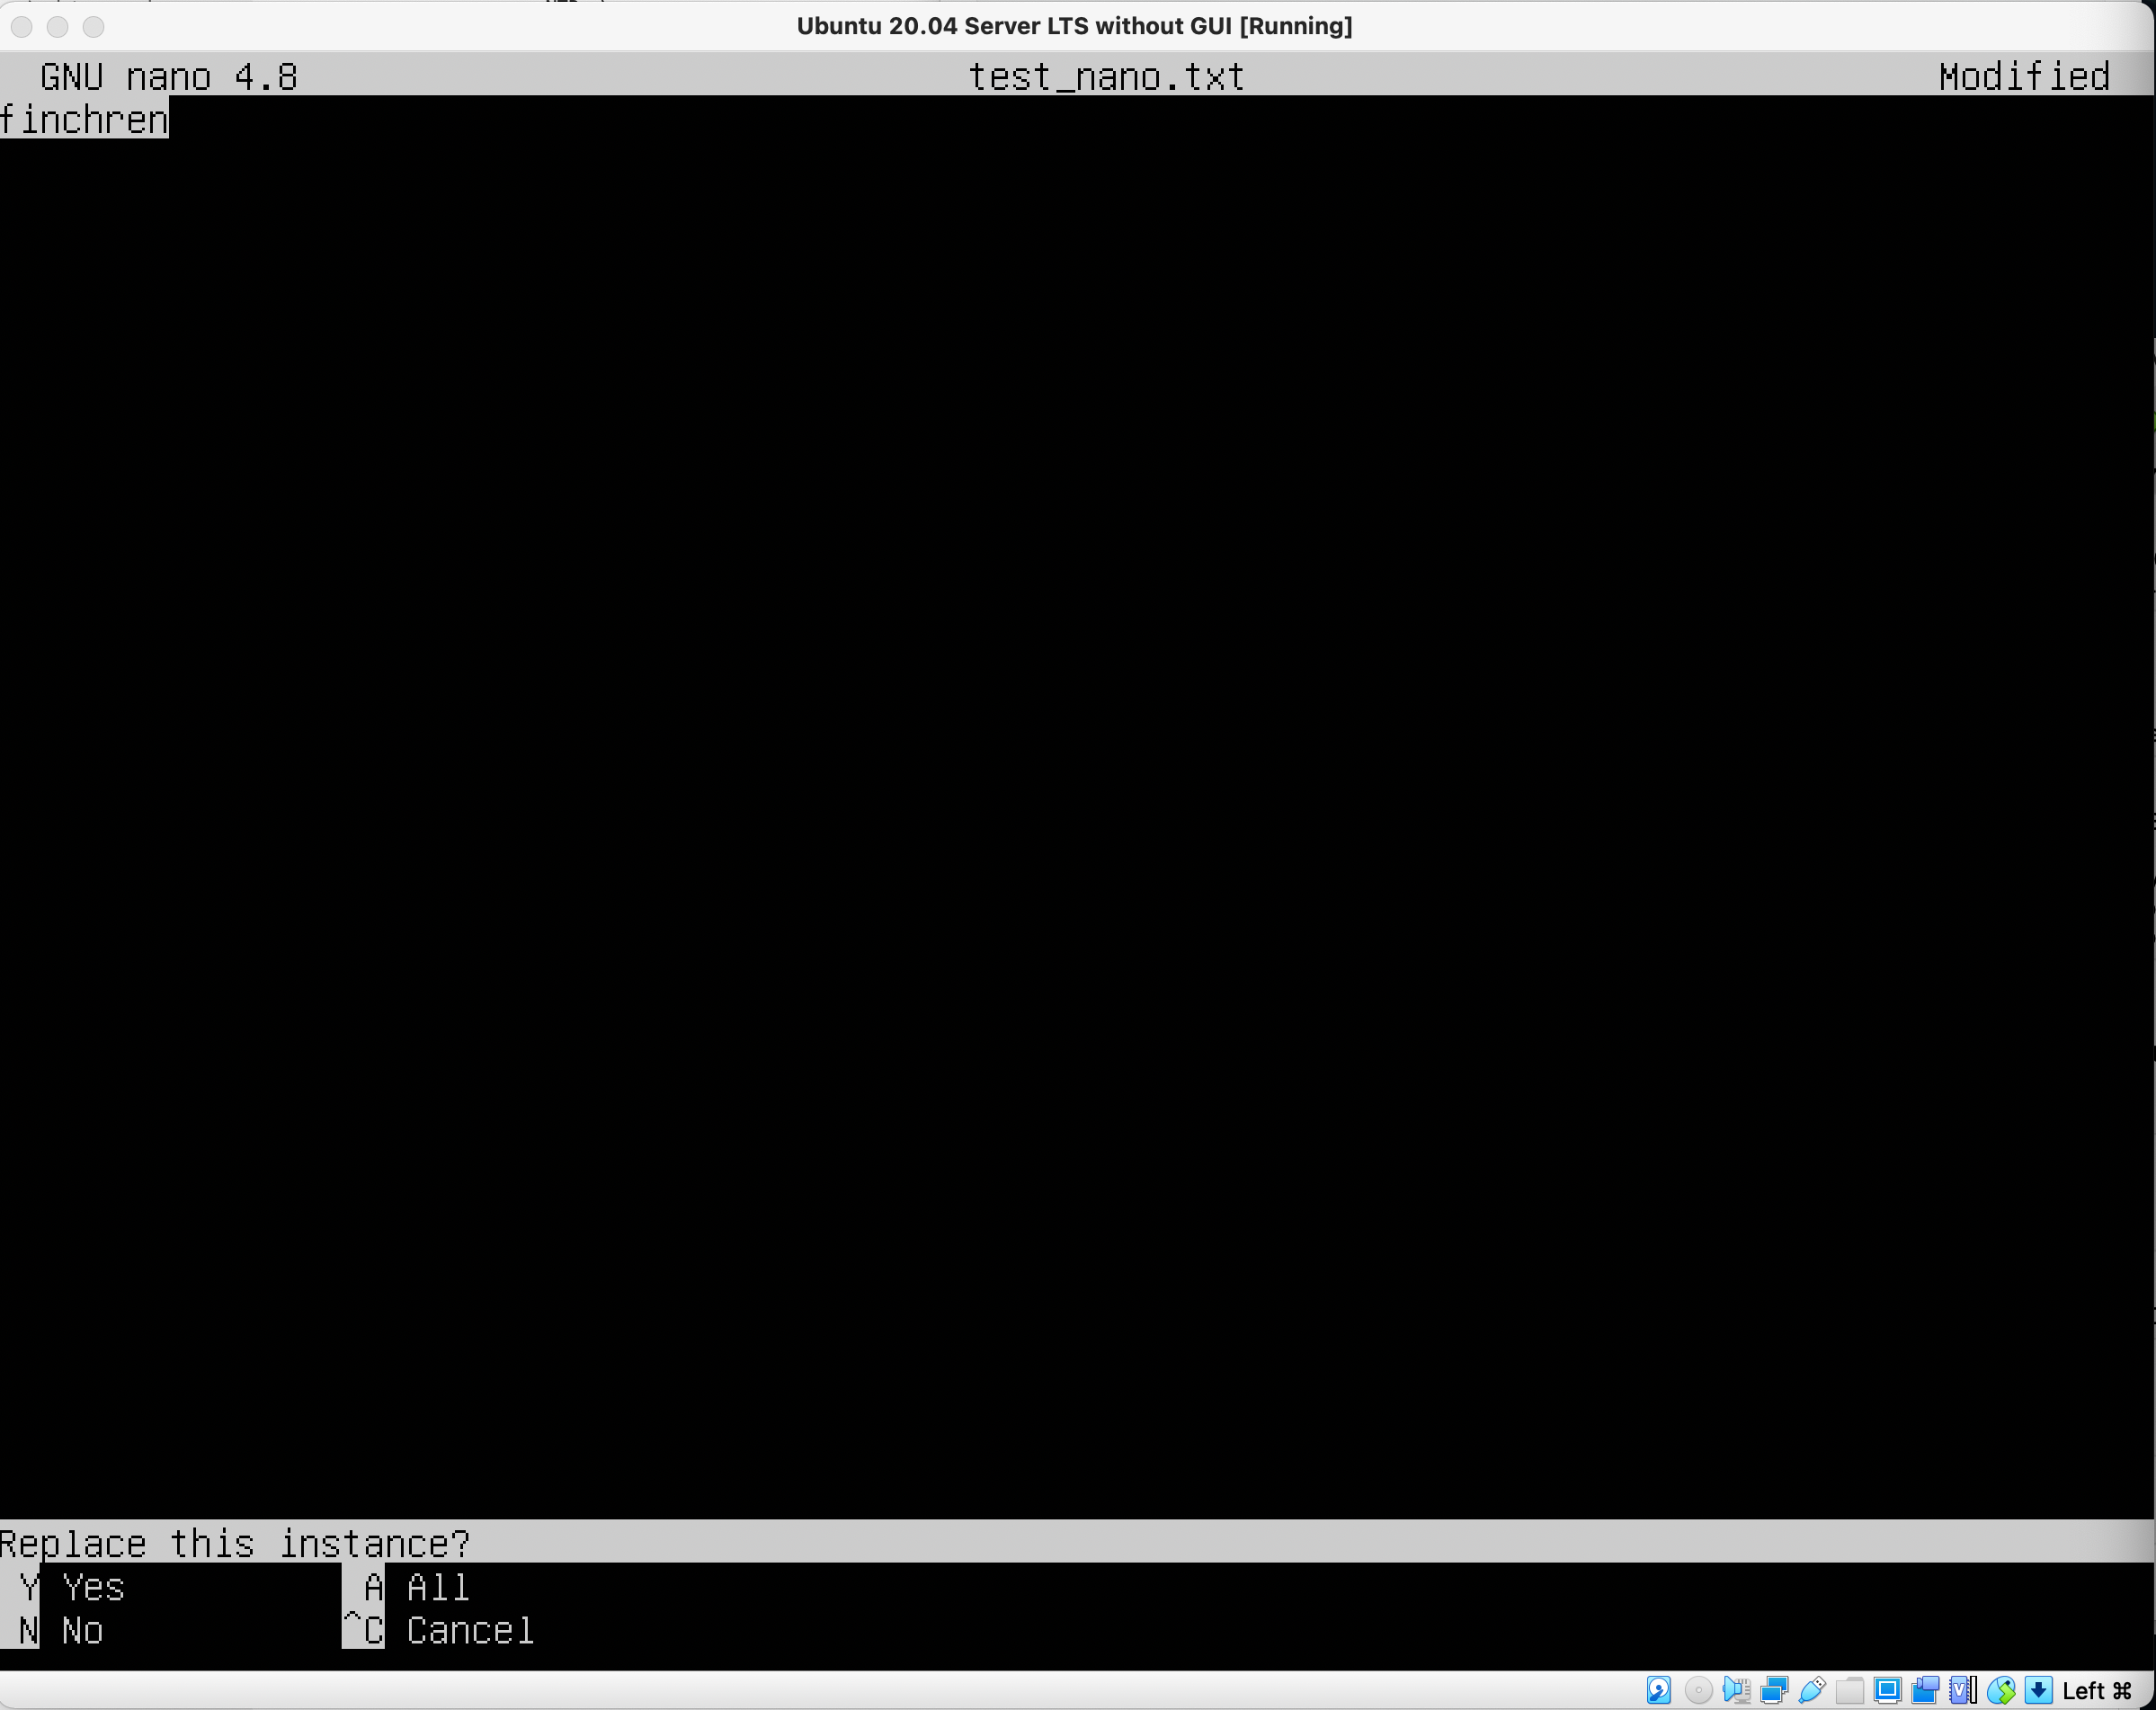 Ubuntu 20.04 Server LTS without GUI [Running]
GNU nano 4.8 test_nano.txt Modified
finchren
Replace this instance?
Y Yes A All
N No ^C Cancel
Left ⌘